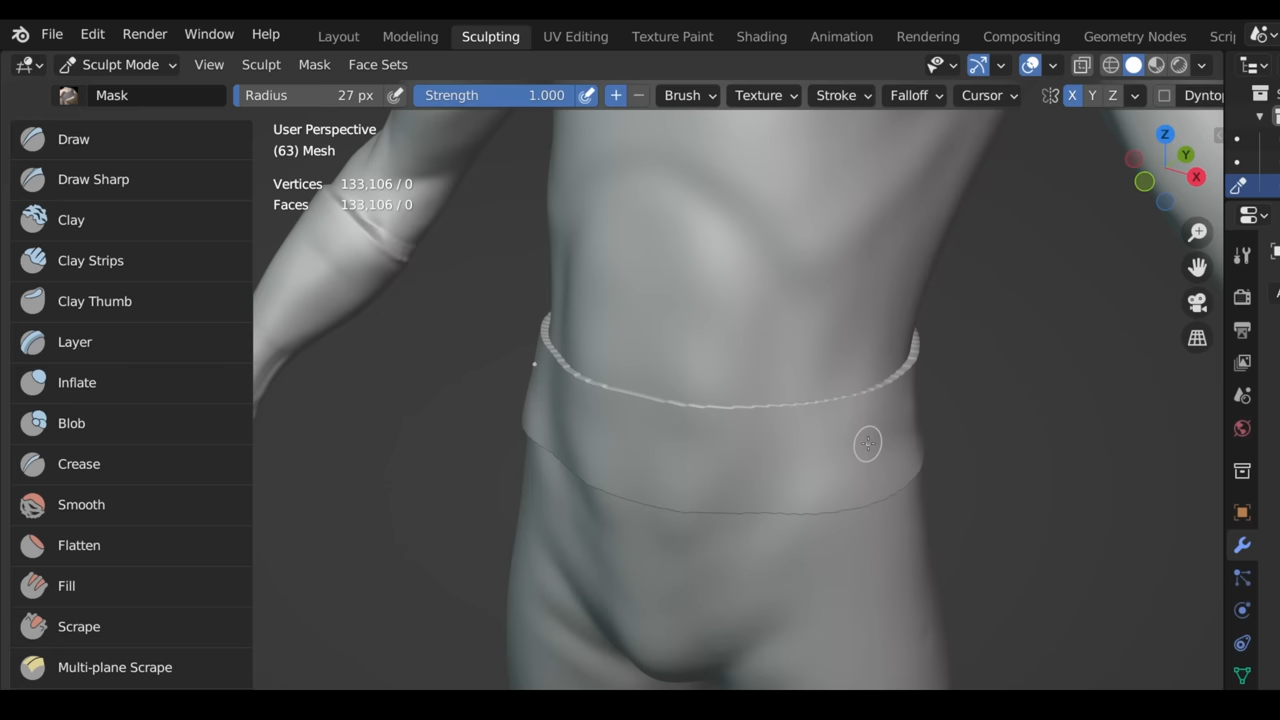 File Edit Render Window Help Layout Modeling Sculpting UV Editing Texture Paint Shading Animation Rendering Compositing Geometry Nodes Scri
Sculpt Mode View Sculpt Mask Face Sets
Mask Radius 27 px Strength 1.000 Brush Texture Stroke Falloff Cursor X Y Z Dynto
User Perspective
(63) Mesh
Vertices 133,106 / 0
Faces 133,106 / 0
Z
Y
X
Draw
Draw Sharp
Clay
Clay Strips
Clay Thumb
Layer
Inflate
Blob
Crease
Smooth
Flatten
Fill
Scrape
Multi-plane Scrape